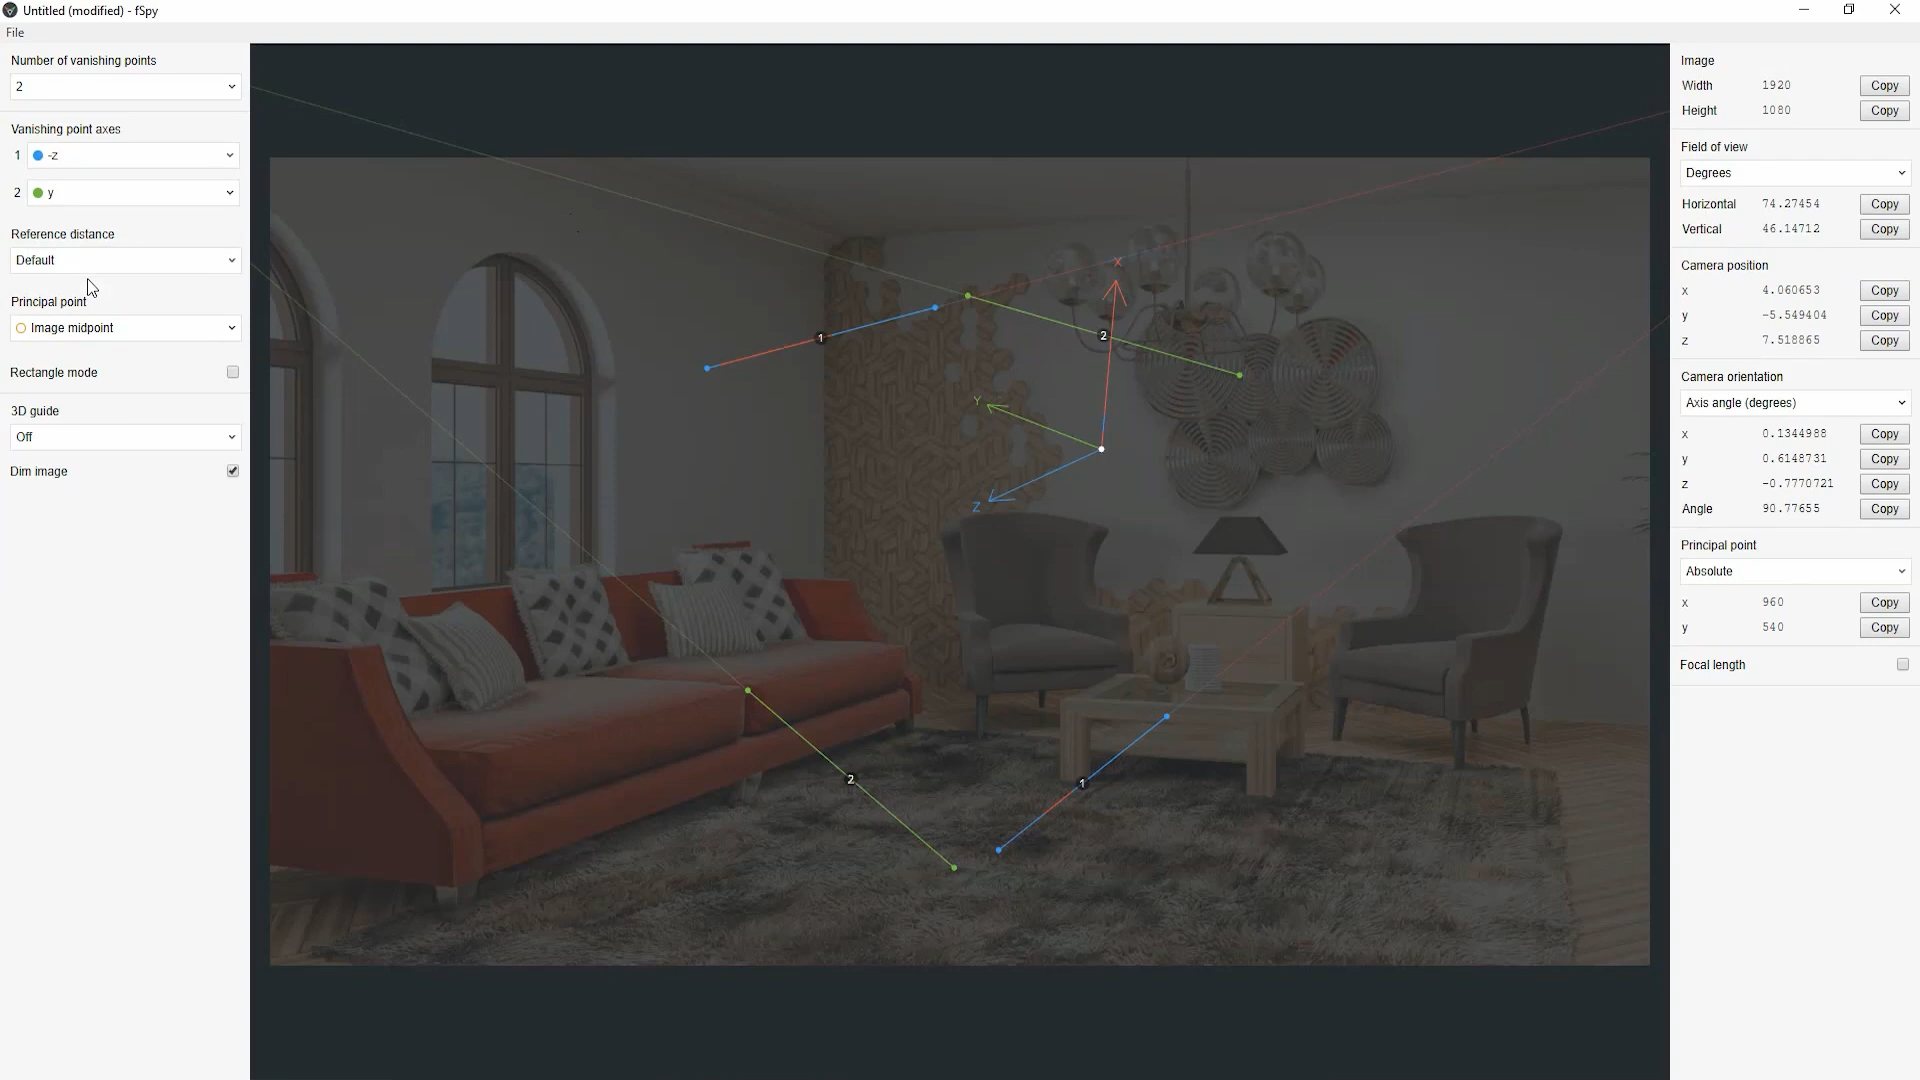 Untitled (modified) - fSpy
File
Number of vanishing points
2
Vanishing point axes
1 -z
2 y
Reference distance
Default
Principal point
Image midpoint
Rectangle mode
3D guide
Off
Dim image
X
1
2
Y
Z
2
1
Image
Width 1920 Copy
Height 1080 Copy
Field of view
Degrees
Horizontal 74.27454 Copy
Vertical 46.14712 Copy
Camera position
x 4.060653 Copy
y -5.549404 Copy
z 7.518865 Copy
Camera orientation
Axis angle (degrees)
x 0.1344988 Copy
y 0.6148731 Copy
z -0.7770721 Copy
Angle 90.77655 Copy
Principal point
Absolute
x 960 Copy
y 540 Copy
Focal length